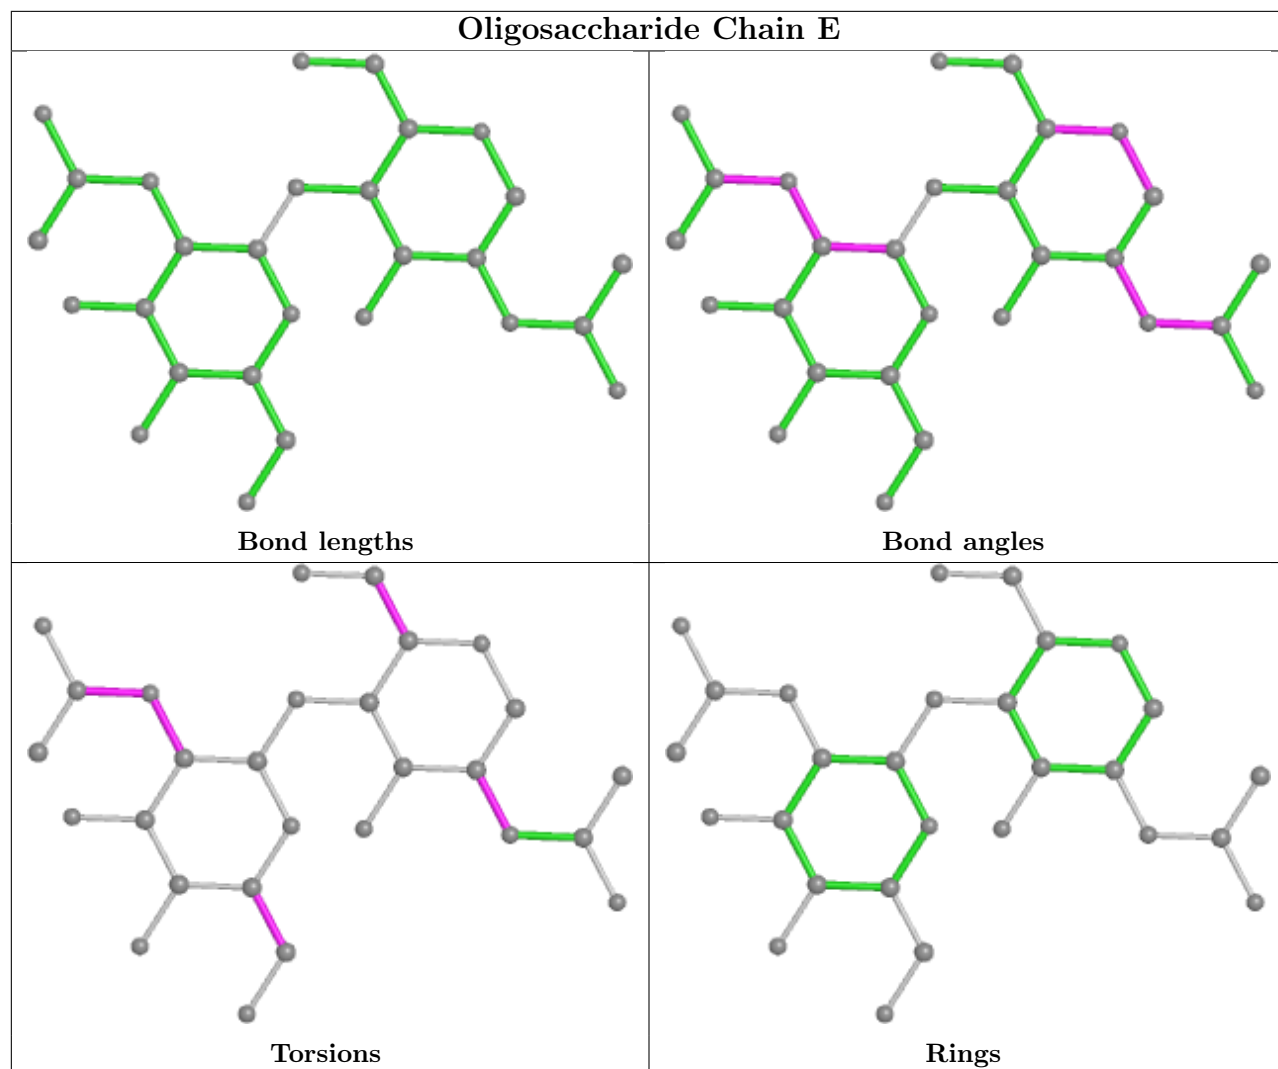 Oligosaccharide Chain E
Bond lengths
Bond angles
Torsions
Rings